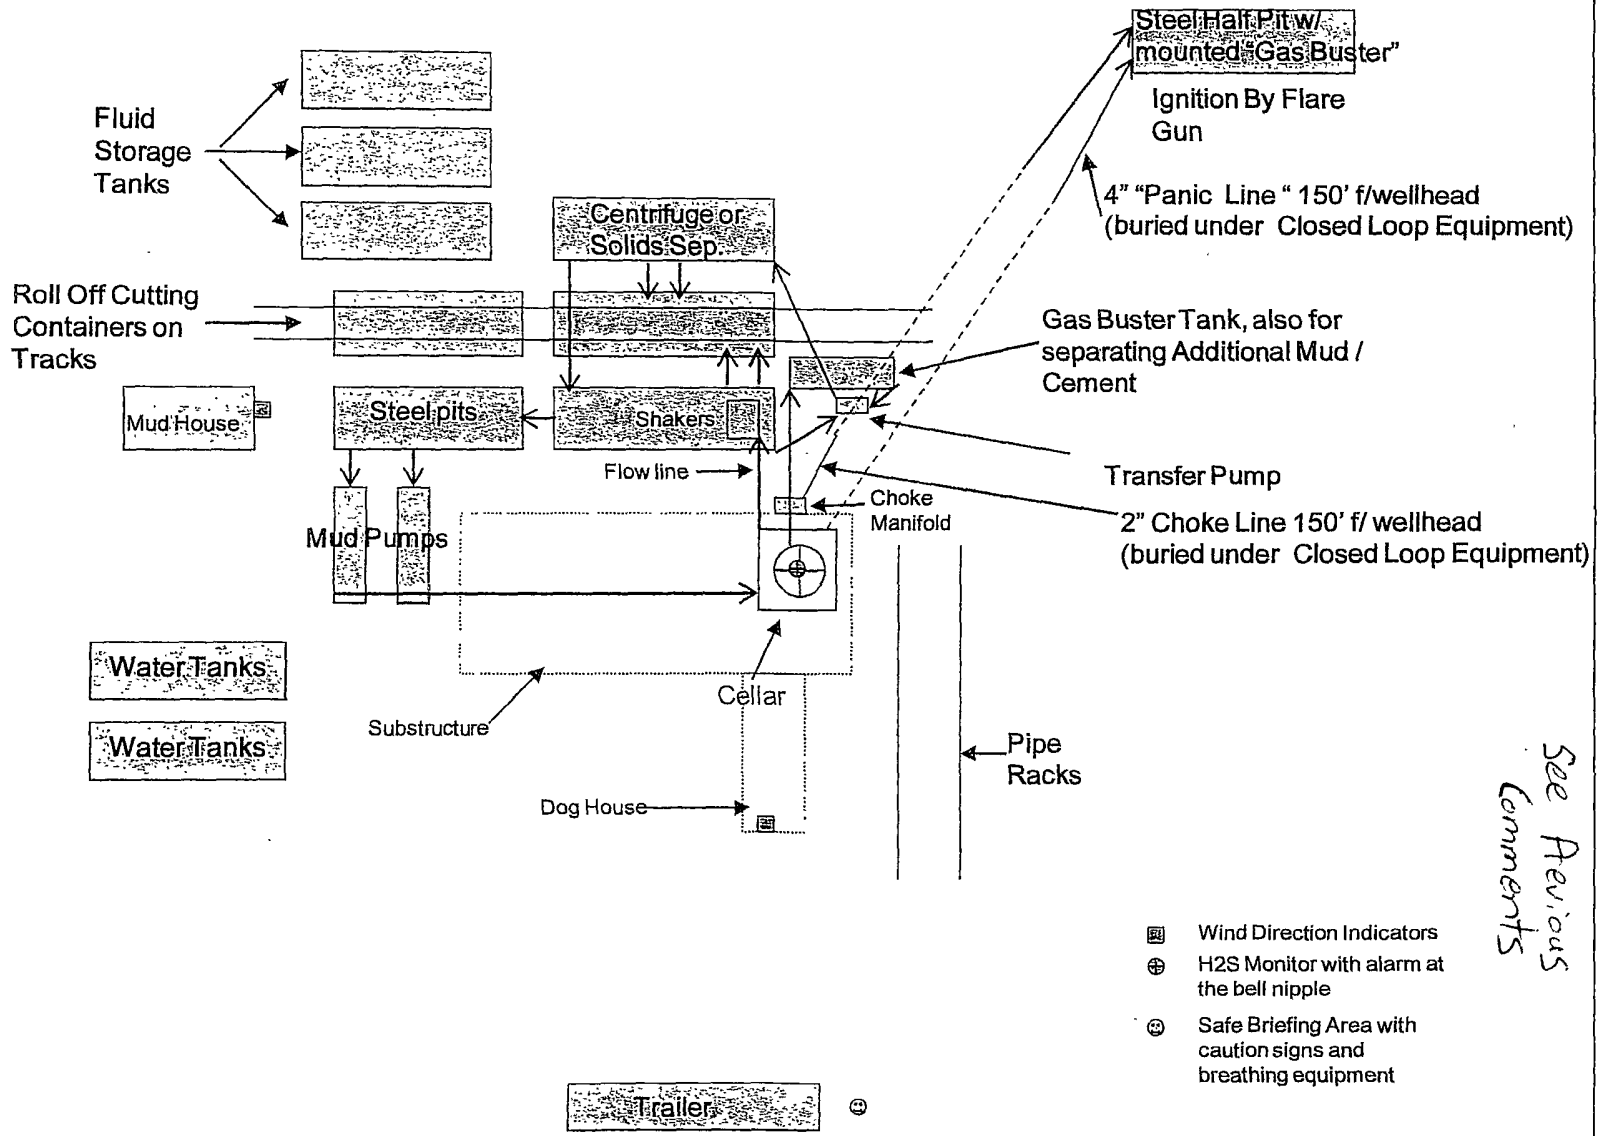 Steel Half Pit w/
mounted "Gas Buster"
Ignition By Flare
Gun
Fluid
Storage
Tanks
4” “Panic Line “ 150’ f/wellhead
(buried under Closed Loop Equipment)
Centrifuge or
Solids Sep.
Roll Off Cutting
Containers on
Tracks
Gas Buster Tank, also for
separating Additional Mud /
Cement
Mud House
Steel pits
Shakers
Flow line
Transfer Pump
Choke
Manifold
2” Choke Line 150’ f/ wellhead
(buried under Closed Loop Equipment)
Mud Pumps
Water Tanks
Cellar
Substructure
Water Tanks
Pipe
Racks
Dog House
See Previous
Comments
Wind Direction Indicators
H2S Monitor with alarm at
the bell nipple
Safe Briefing Area with
caution signs and
breathing equipment
Trailer